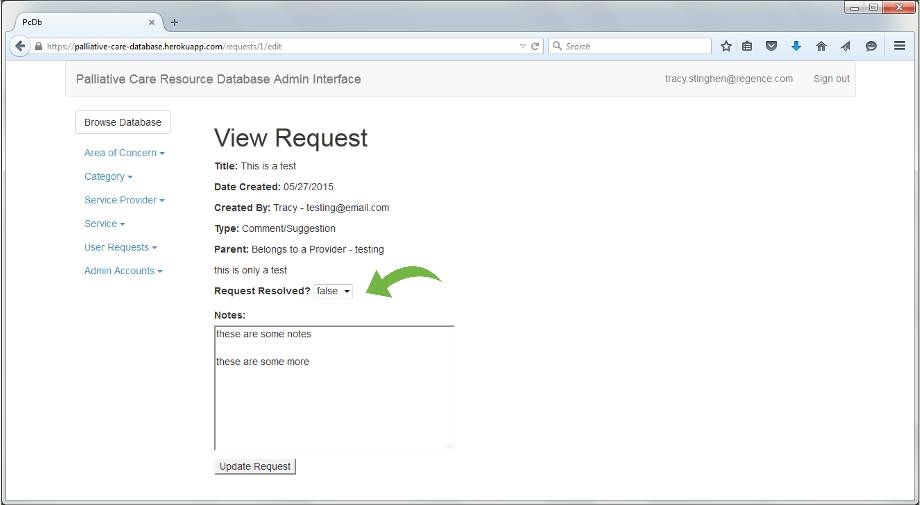 PcDb
https://palliative-care-database.herokuapp.com/requests/1/edit
Search
Palliative Care Resource Database Admin Interface
tracy.stinghen@regence.com
Sign out
Browse Database
Area of Concern
Category
Service Provider
Service
User Requests
Admin Accounts
View Request
Title: This is a test
Date Created: 05/27/2015
Created By: Tracy - testing@email.com
Type: Comment/Suggestion
Parent: Belongs to a Provider - testing
this is only a test
Request Resolved? false
Notes:
these are some notes
these are some more
Update Request